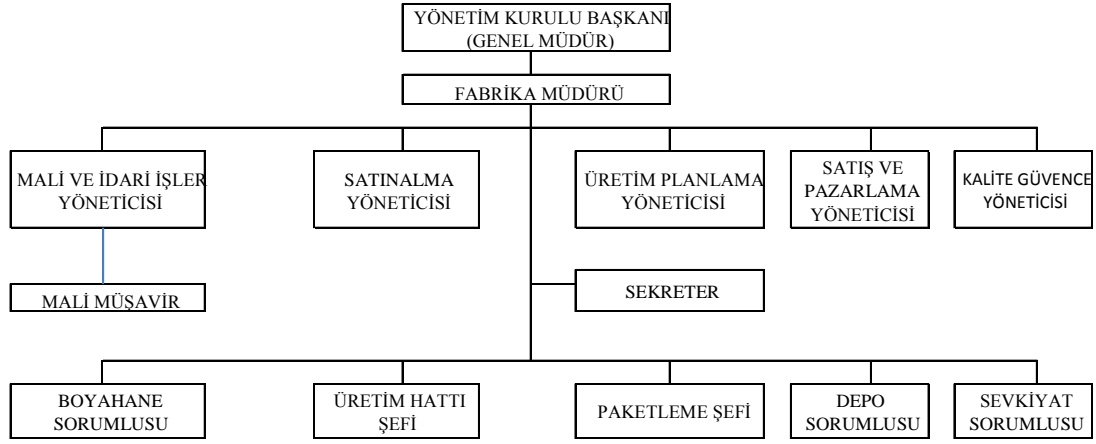 YÖNETİM KURULU BAŞKANI
(GENEL MÜDÜR)
FABRİKA MÜDÜRÜ
MALİ VE İDARİ İŞLER
YÖNETİCİSİ
SATINALMA
YÖNETİCİSİ
ÜRETİM PLANLAMA
YÖNETİCİSİ
SATIŞ VE
PAZARLAMA
YÖNETİCİSİ
KALİTE GÜVENCE
YÖNETİCİSİ
MALİ MÜŞAVİR
SEKRETER
BOYAHANE
SORUMLUSU
ÜRETİM HATTI
ŞEFİ
PAKETLEME ŞEFİ
DEPO
SORUMLUSU
SEVKİYAT
SORUMLUSU